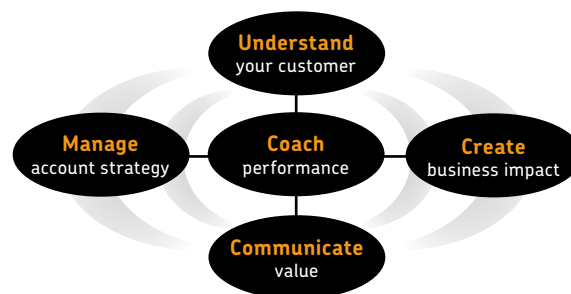 Understand
your customer
Manage
account strategy
Coach
performance
Create
business impact
Communicate
value